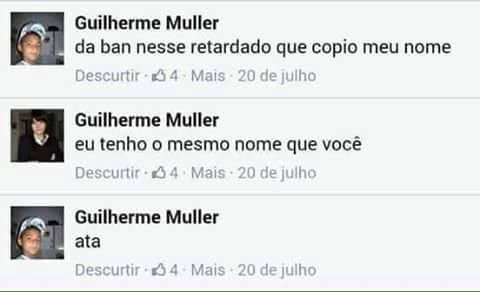 Guilherme Muller
da ban nesse retardado que copio meu nome
Descurtir · 4 · Mais · 20 de julho
Guilherme Muller
eu tenho o mesmo nome que você
Descurtir · 4 · Mais · 20 de julho
Guilherme Muller
ata
Descurtir · 4 · Mais · 20 de julho